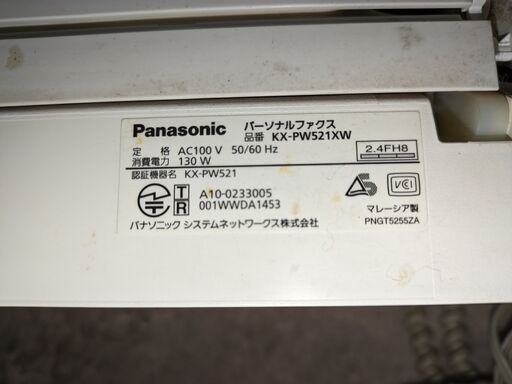 Panasonic パーソナルファクス
品番 KX-PW521XW
定格 AC100 V 50/60 Hz
消費電力 130 W
2.4FH8
認証機器名 KX-PW521
T A10-0233005
R 001WWDA1453
VCCI
パナソニック システムネットワークス株式会社
マレーシア製
PNGT5255ZA